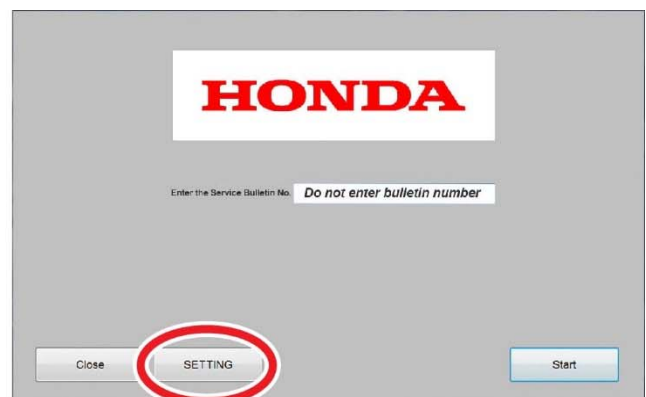 HONDA
Enter the Service Bulletin No. Do not enter bulletin number
Close SETTING Start